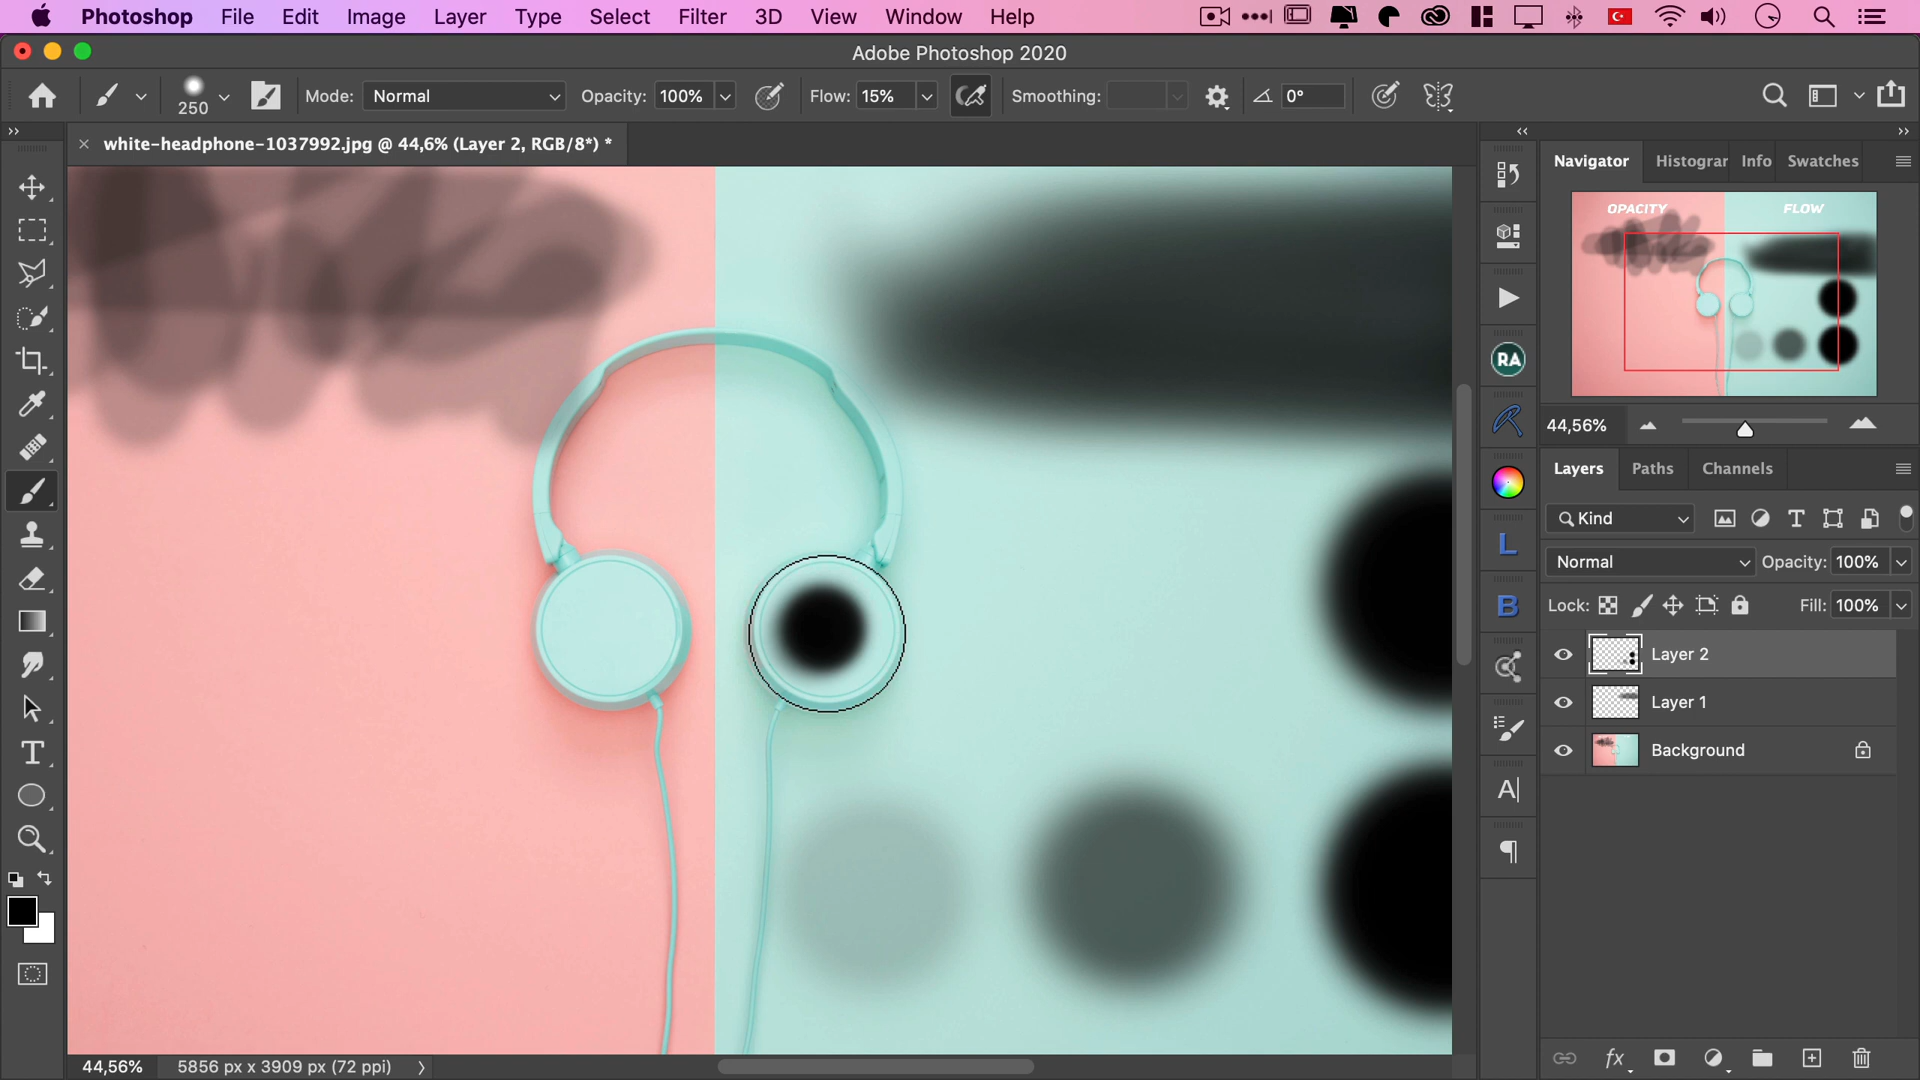 Photoshop File Edit Image Layer Type Select Filter 3D View Window Help
Adobe Photoshop 2020
250 Mode: Normal Opacity: 100% Flow: 15% Smoothing: 0°
white-headphone-1037992.jpg @ 44,6% (Layer 2, RGB/8*) *
Navigator Histograr Info Swatches
OPACITY FLOW
RA
44,56%
Layers Paths Channels
Kind
L
Normal Opacity: 100%
B
Lock: Fill: 100%
Layer 2
Layer 1
Background
A|
44,56% 5856 px x 3909 px (72 ppi)
fx